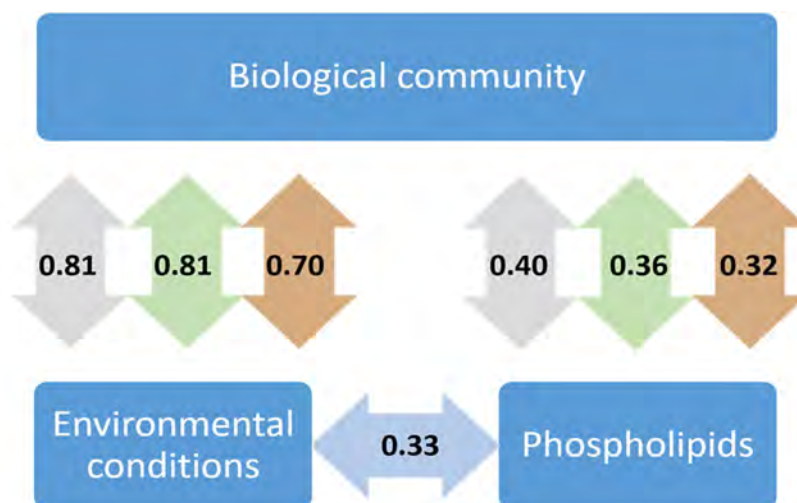 Biological community
0.81 0.81 0.70 0.40 0.36 0.32
Environmental
conditions
0.33
Phospholipids